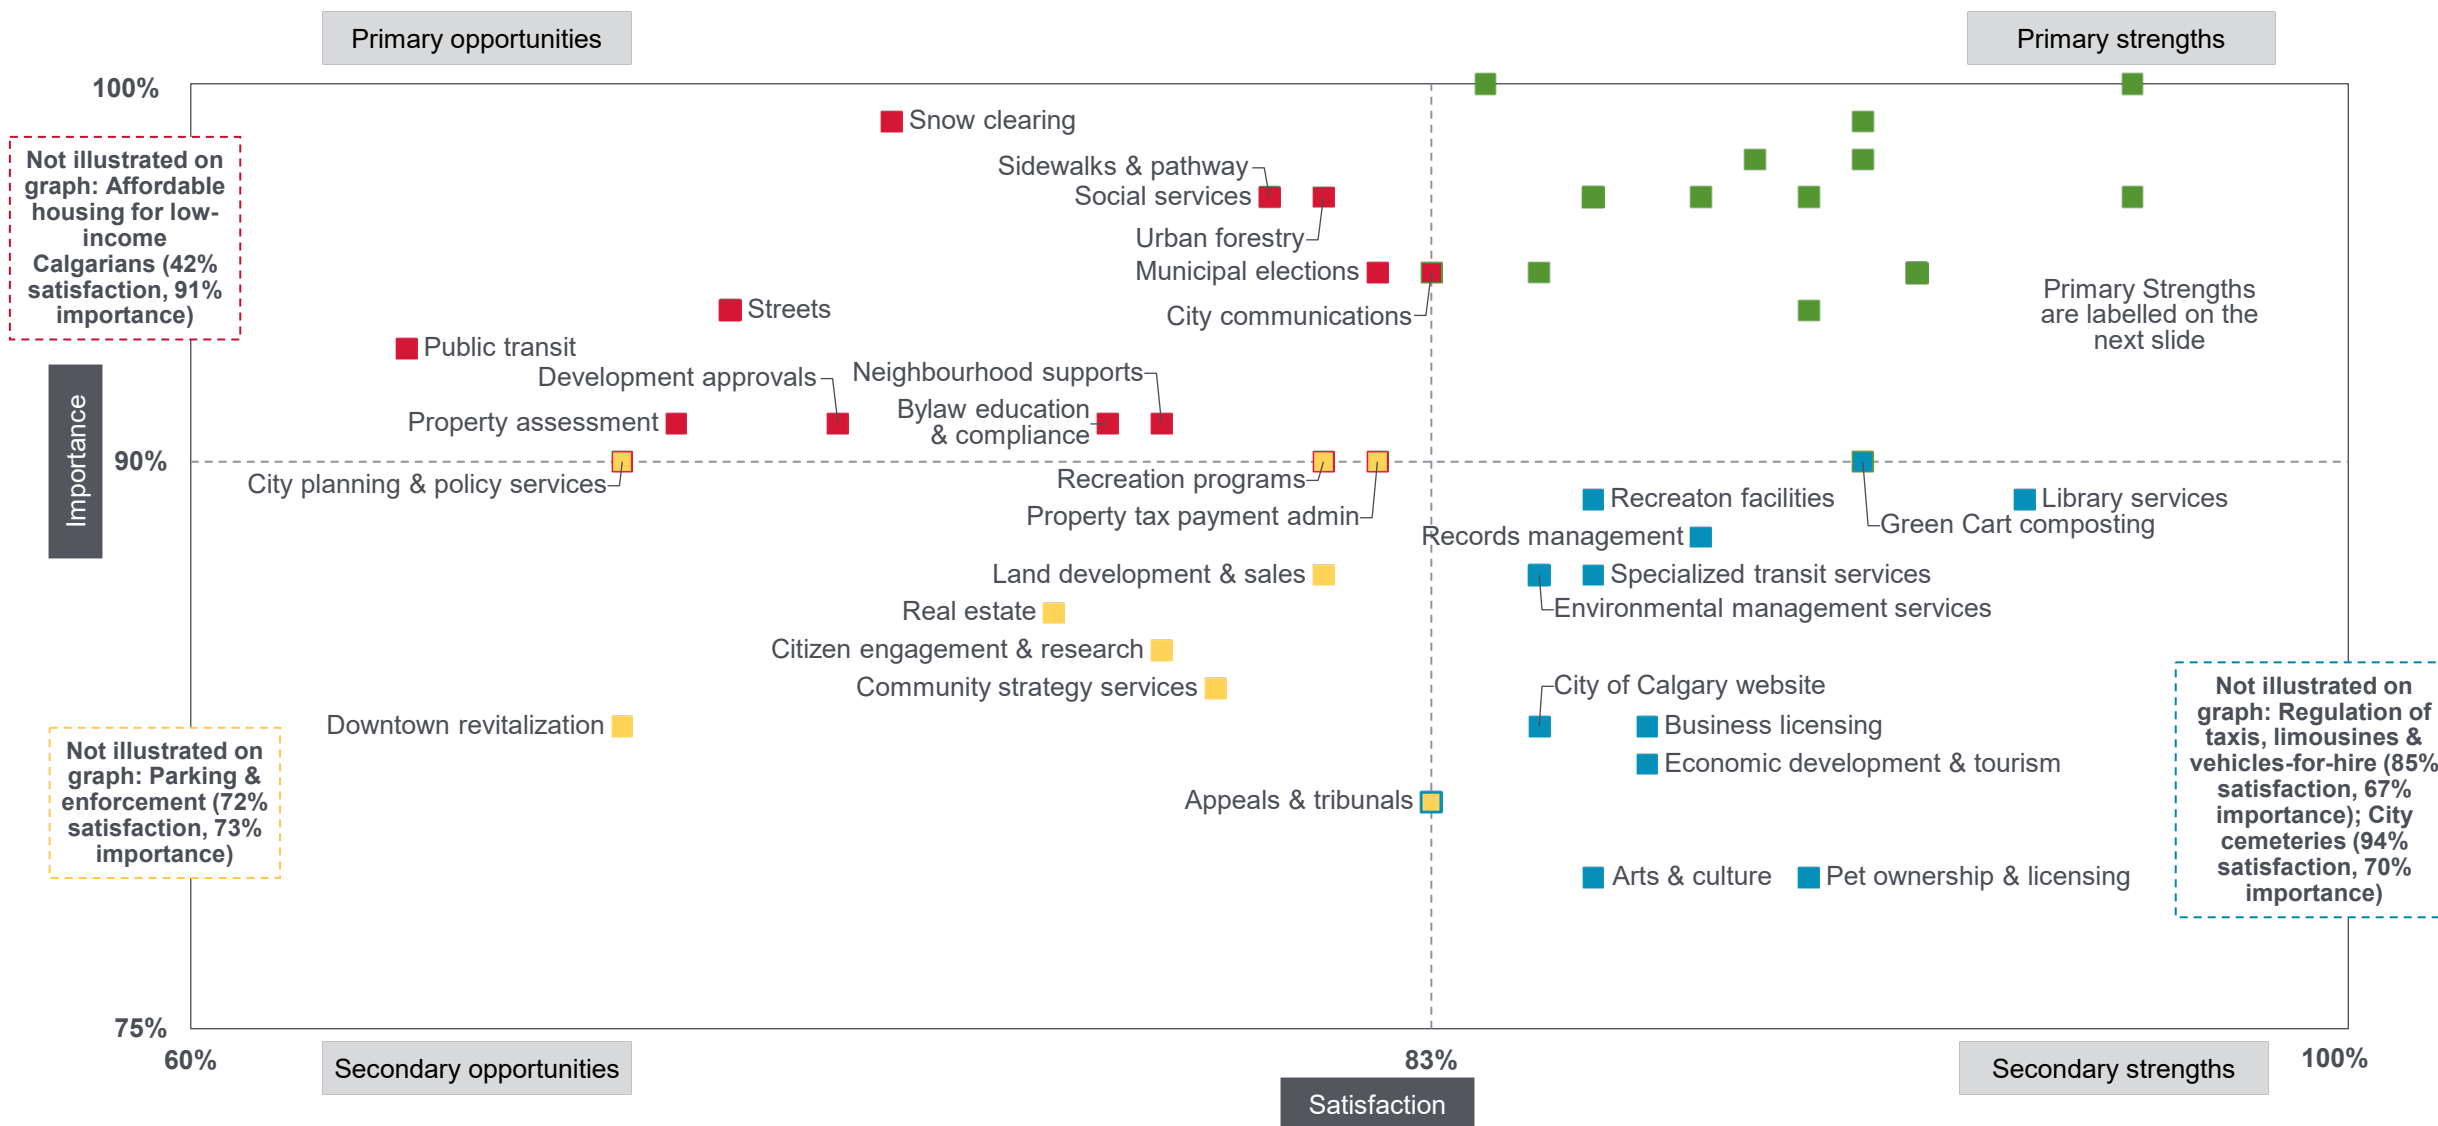 Primary opportunities
Primary strengths
100%
Snow clearing
Not illustrated on
graph: Affordable
housing for low-
income
Calgarians (42%
satisfaction, 91%
importance)
Sidewalks & pathway
Social services
Urban forestry
Municipal elections
City communications
Primary Strengths
are labelled on the
next slide
Streets
Public transit
Development approvals
Neighbourhood supports
Property assessment
Bylaw education
& compliance
Importance
90%
City planning & policy services
Recreation programs
Property tax payment admin
Recreaton facilities
Library services
Green Cart composting
Records management
Land development & sales
Specialized transit services
Environmental management services
Real estate
Citizen engagement & research
Community strategy services
City of Calgary website
Downtown revitalization
Business licensing
Economic development & tourism
Not illustrated on
graph: Parking &
enforcement (72%
satisfaction, 73%
importance)
Not illustrated on
graph: Regulation of
taxis, limousines &
vehicles-for-hire (85%
satisfaction, 67%
importance); City
cemeteries (94%
satisfaction, 70%
importance)
Appeals & tribunals
Arts & culture
Pet ownership & licensing
75%
60%
83%
100%
Secondary opportunities
Secondary strengths
Satisfaction